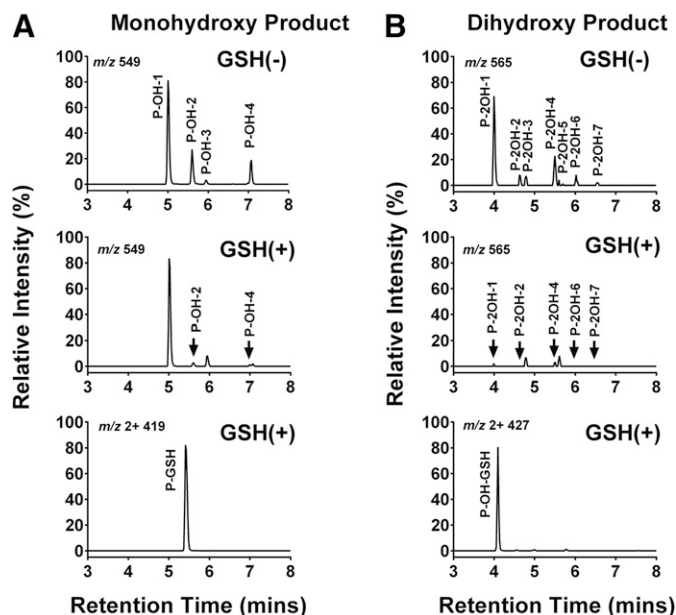 A Monohydroxy Product
Relative Intensity (%)
m/z 549
GSH(-)
100
80
60
40
20
0
P-OH-1
P-OH-2
P-OH-3
P-OH-4
3 4 5 6 7 8
m/z 549
GSH(+)
100
80
60
40
20
0
P-OH-2
P-OH-4
3 4 5 6 7 8
m/z 2+ 419
GSH(+)
100
80
60
40
20
0
P-GSH
3 4 5 6 7 8
Retention Time (mins)
B Dihydroxy Product
Relative Intensity (%)
m/z 565
GSH(-)
100
80
60
40
20
0
P-2OH-1
P-2OH-2
P-2OH-3
P-2OH-4
P-2OH-5
P-2OH-6
P-2OH-7
3 4 5 6 7 8
m/z 565
GSH(+)
100
80
60
40
20
0
P-2OH-1
P-2OH-2
P-2OH-4
P-2OH-6
P-2OH-7
3 4 5 6 7 8
m/z 2+ 427
GSH(+)
100
80
60
40
20
0
P-OH-GSH
3 4 5 6 7 8
Retention Time (mins)